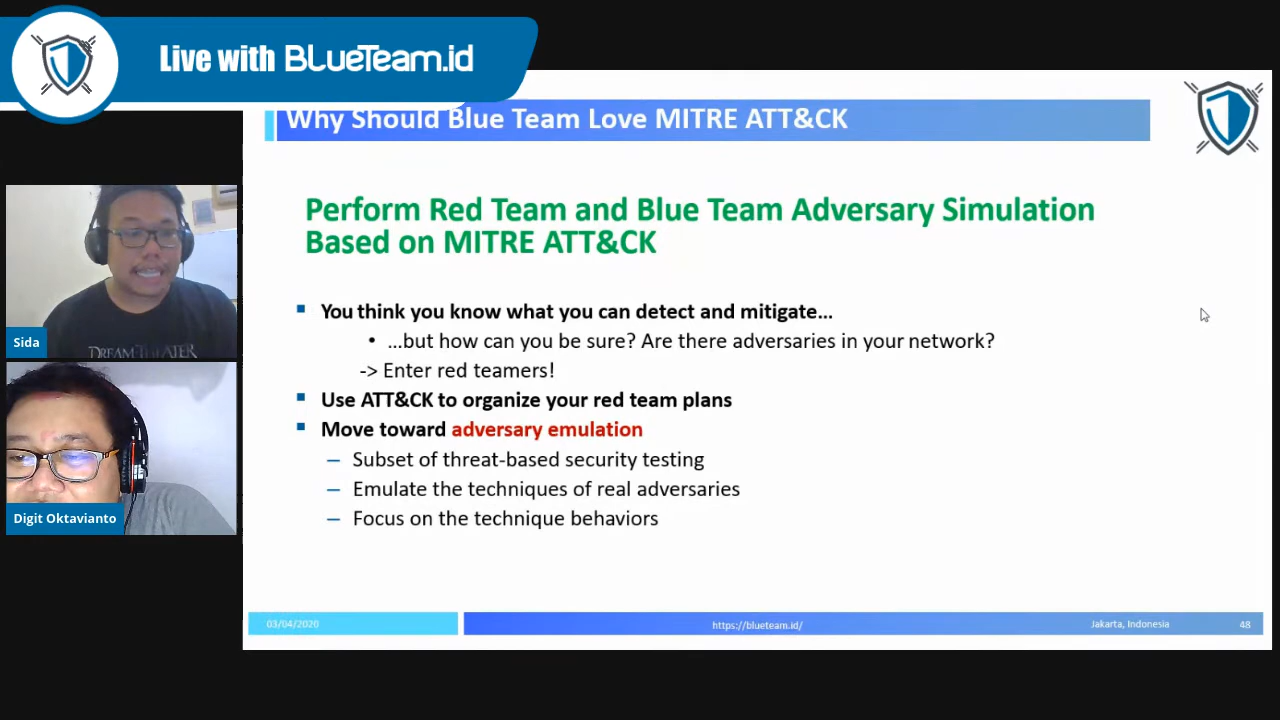 Live with BLUETEAM.id
Why Should Blue Team Love MITRE ATT&CK
Perform Red Team and Blue Team Adversary Simulation
Based on MITRE ATT&CK
You think you know what you can detect and mitigate…
…but how can you be sure? Are there adversaries in your network?
-> Enter red teamers!
Use ATT&CK to organize your red team plans
Move toward adversary emulation
– Subset of threat-based security testing
– Emulate the techniques of real adversaries
– Focus on the technique behaviors
Sida
DREAM THEATER
Digit Oktavianto
03/04/2020
https://blueteam.id/
Jakarta, Indonesia
48